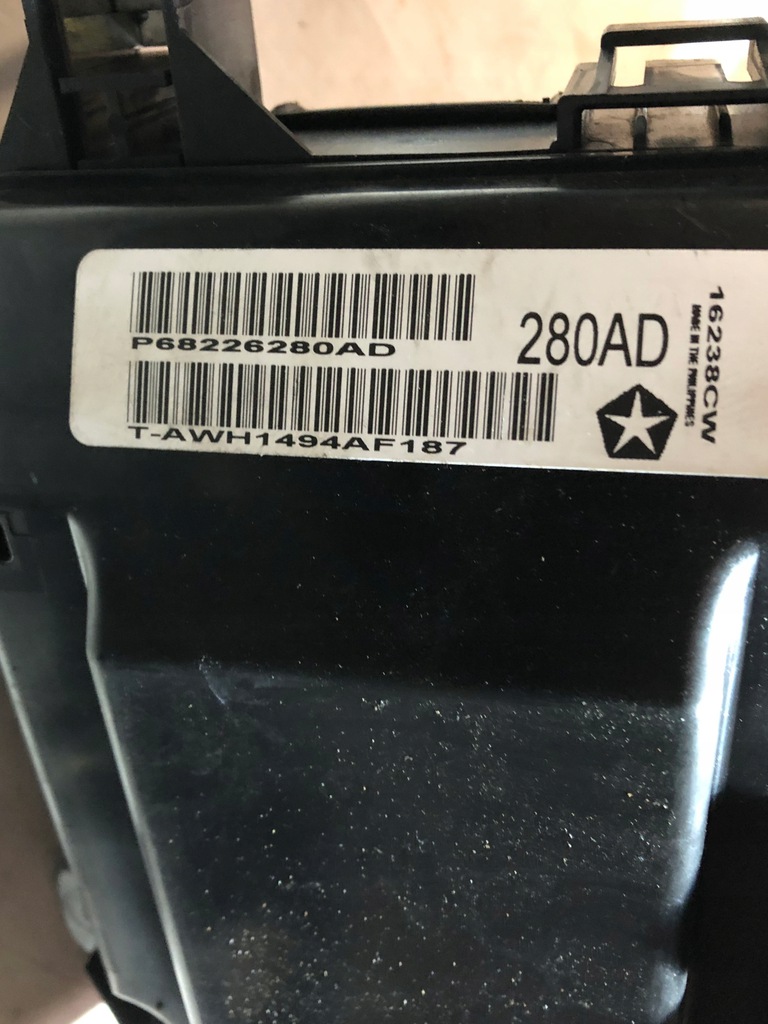 P68226280AD
280AD
T-AWH1494AF187
16238CW
MADE IN THE PHILIPPINES